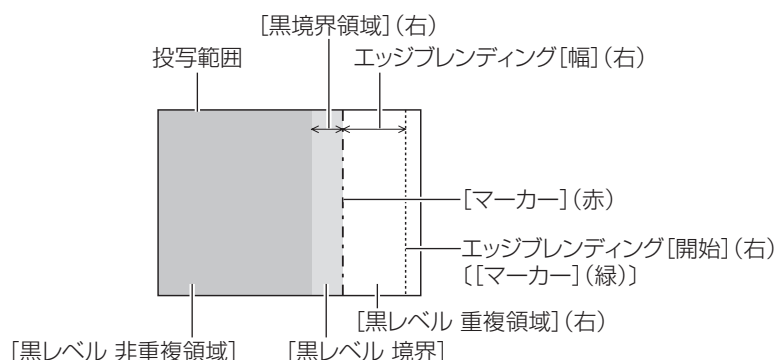 [黒境界領域](右)
投写範囲
エッジブレンディング[幅](右)
[マーカー](赤)
エッジブレンディング[開始](右)
〔[マーカー](緑)〕
[黒レベル 重複領域](右)
[黒レベル 非重複領域]
[黒レベル 境界]